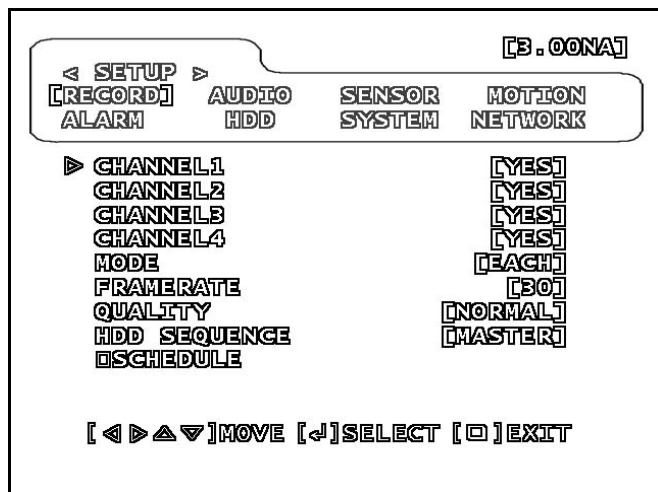 [3.00NA]
< SETUP >
[RECORD] AUDIO SENSOR MOTION
ALARM HDD SYSTEM NETWORK
▷ CHANNEL1 [YES]
CHANNEL2 [YES]
CHANNEL3 [YES]
CHANNEL4 [YES]
MODE [EACH]
FRAMERATE [30]
QUALITY [NORMAL]
HDD SEQUENCE [MASTER]
□SCHEDULE
[◁▷△▽]MOVE [↲]SELECT [□]EXIT